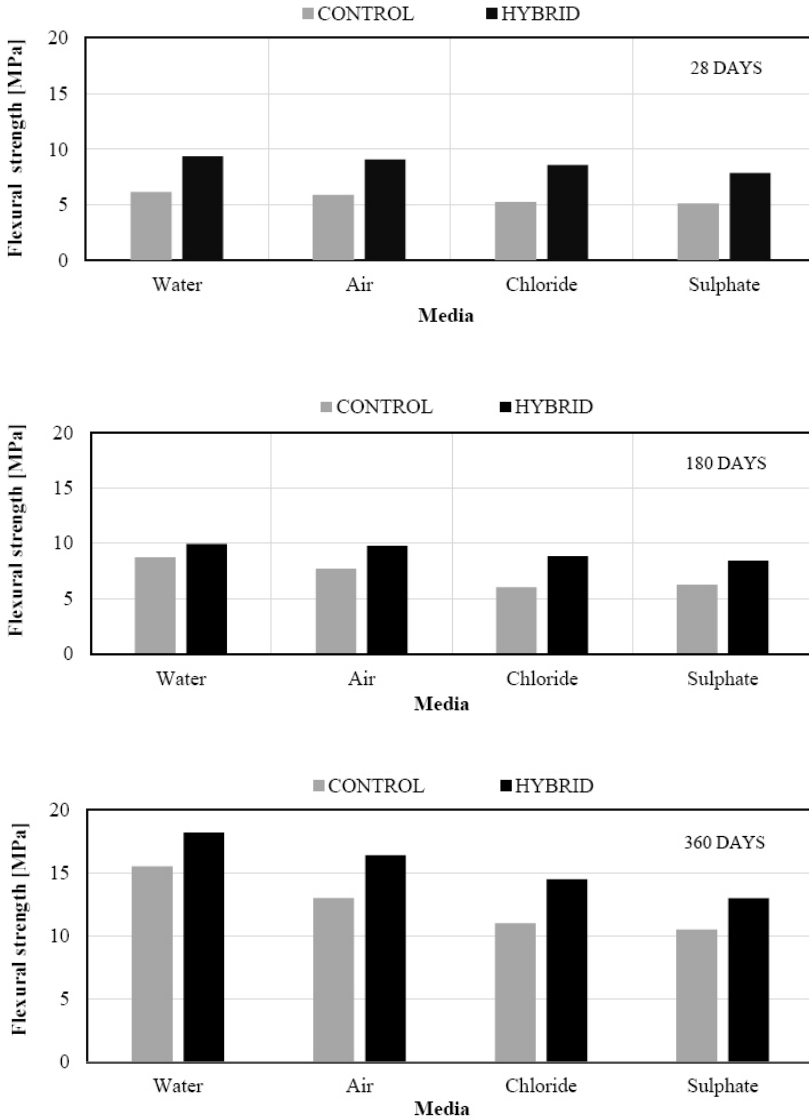 CONTROL HYBRID
Flexural strength [MPa]
20
15
10
5
0
28 DAYS
Water Air Chloride Sulphate
Media
CONTROL HYBRID
Flexural strength [MPa]
20
15
10
5
0
180 DAYS
Water Air Chloride Sulphate
Media
CONTROL HYBRID
Flexural strength [MPa]
20
15
10
5
0
360 DAYS
Water Air Chloride Sulphate
Media